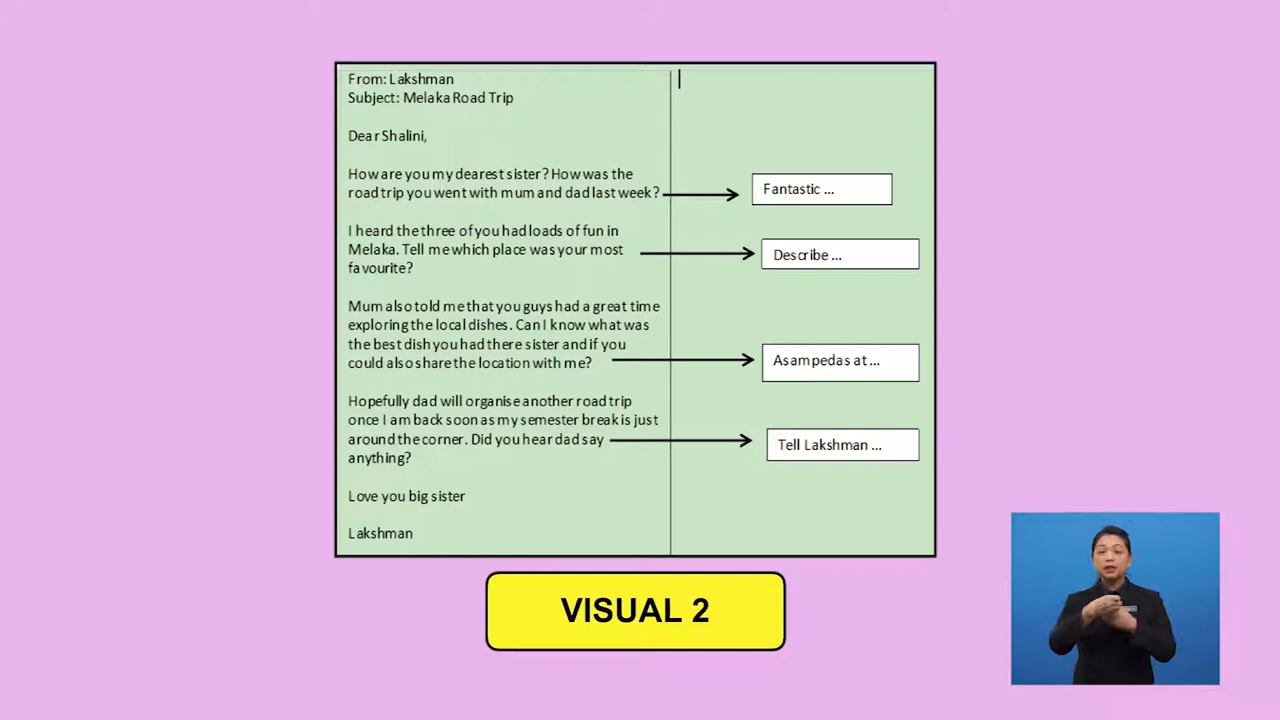 From: Lakshman
Subject: Melaka Road Trip
Dear Shalini,
How are you my dearest sister? How was the
road trip you went with mum and dad last week?
Fantastic ...
I heard the three of you had loads of fun in
Melaka. Tell me which place was your most
favourite?
Describe ...
Mum also told me that you guys had a great time
exploring the local dishes. Can I know what was
the best dish you had there sister and if you
could also share the location with me?
Asam pedas at ...
Hopefully dad will organise another road trip
once I am back soon as my semester break is just
around the corner. Did you hear dad say
anything?
Tell Lakshman ...
Love you big sister
Lakshman
VISUAL 2